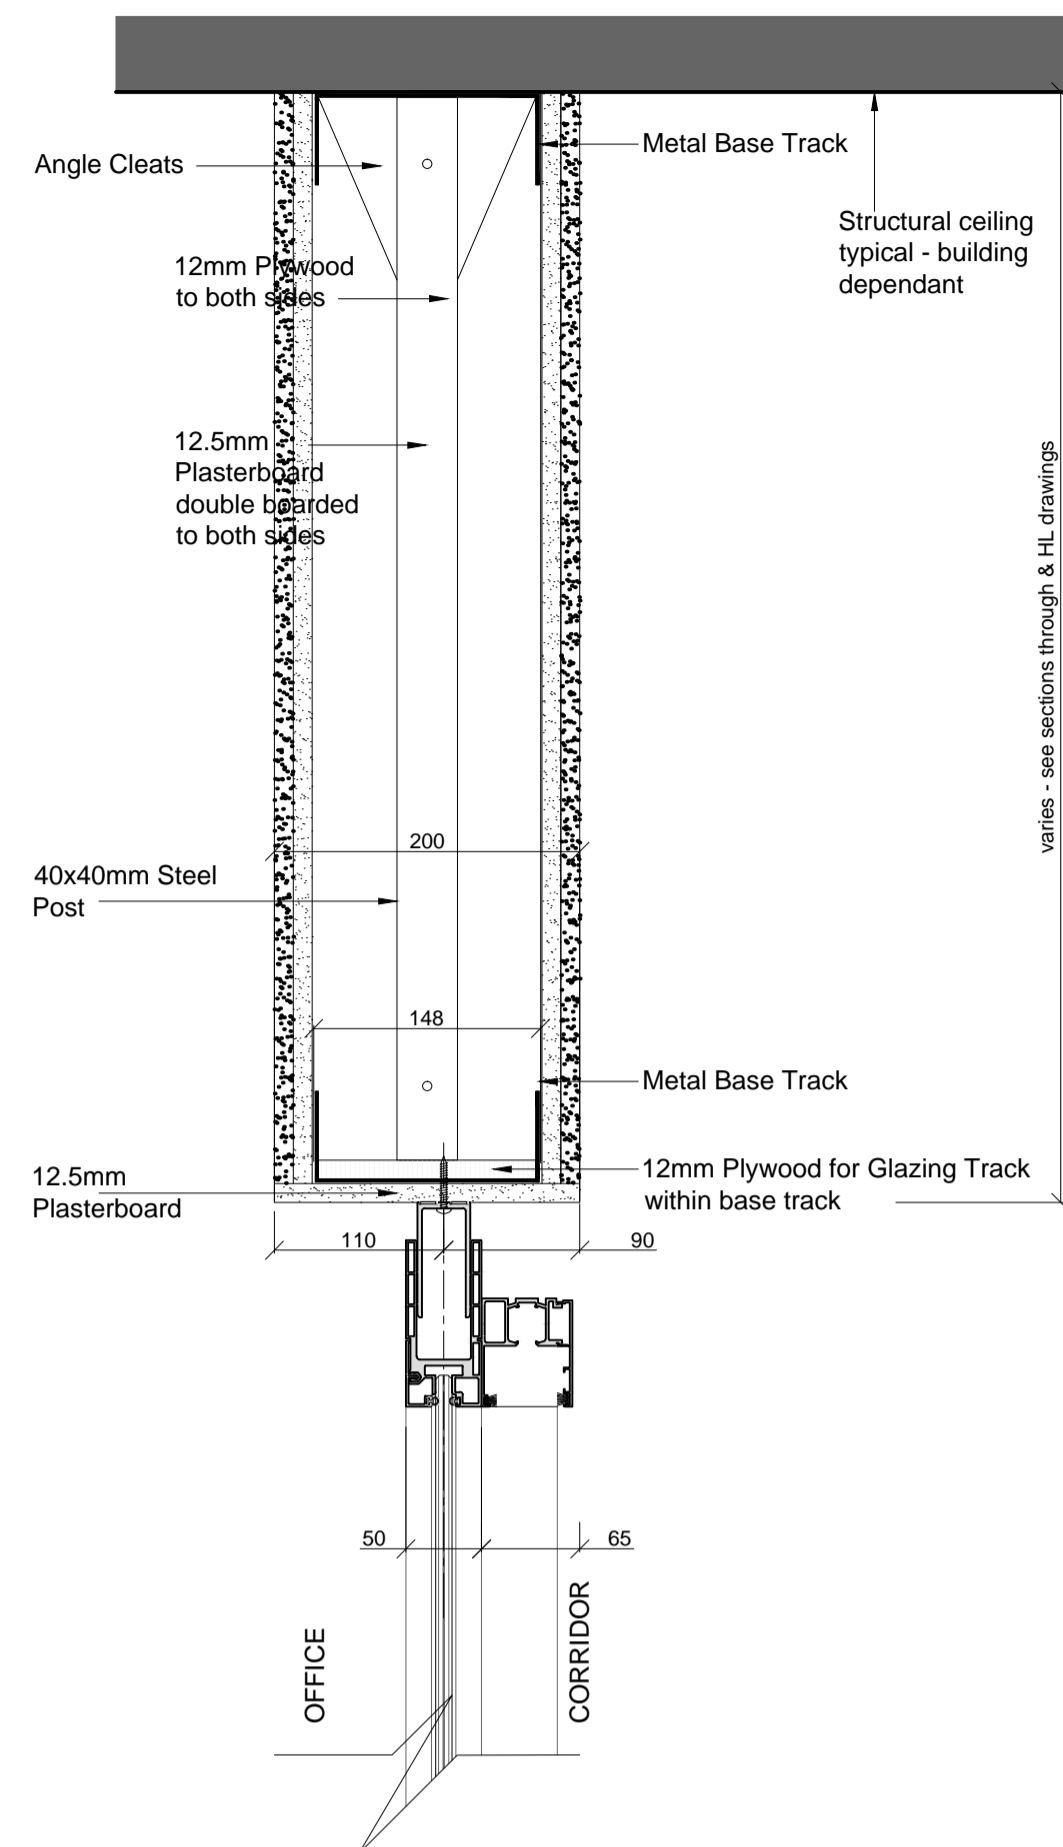 Angle Cleats
Metal Base Track
Structural ceiling
typical - building
dependant
12mm Plywood
to both sides
12.5mm
Plasterboard
double boarded
to both sides
varies - see sections through & HL drawings
200
40x40mm Steel
Post
148
Metal Base Track
12mm Plywood for Glazing Track
within base track
12.5mm
Plasterboard
110
90
50
65
OFFICE
CORRIDOR